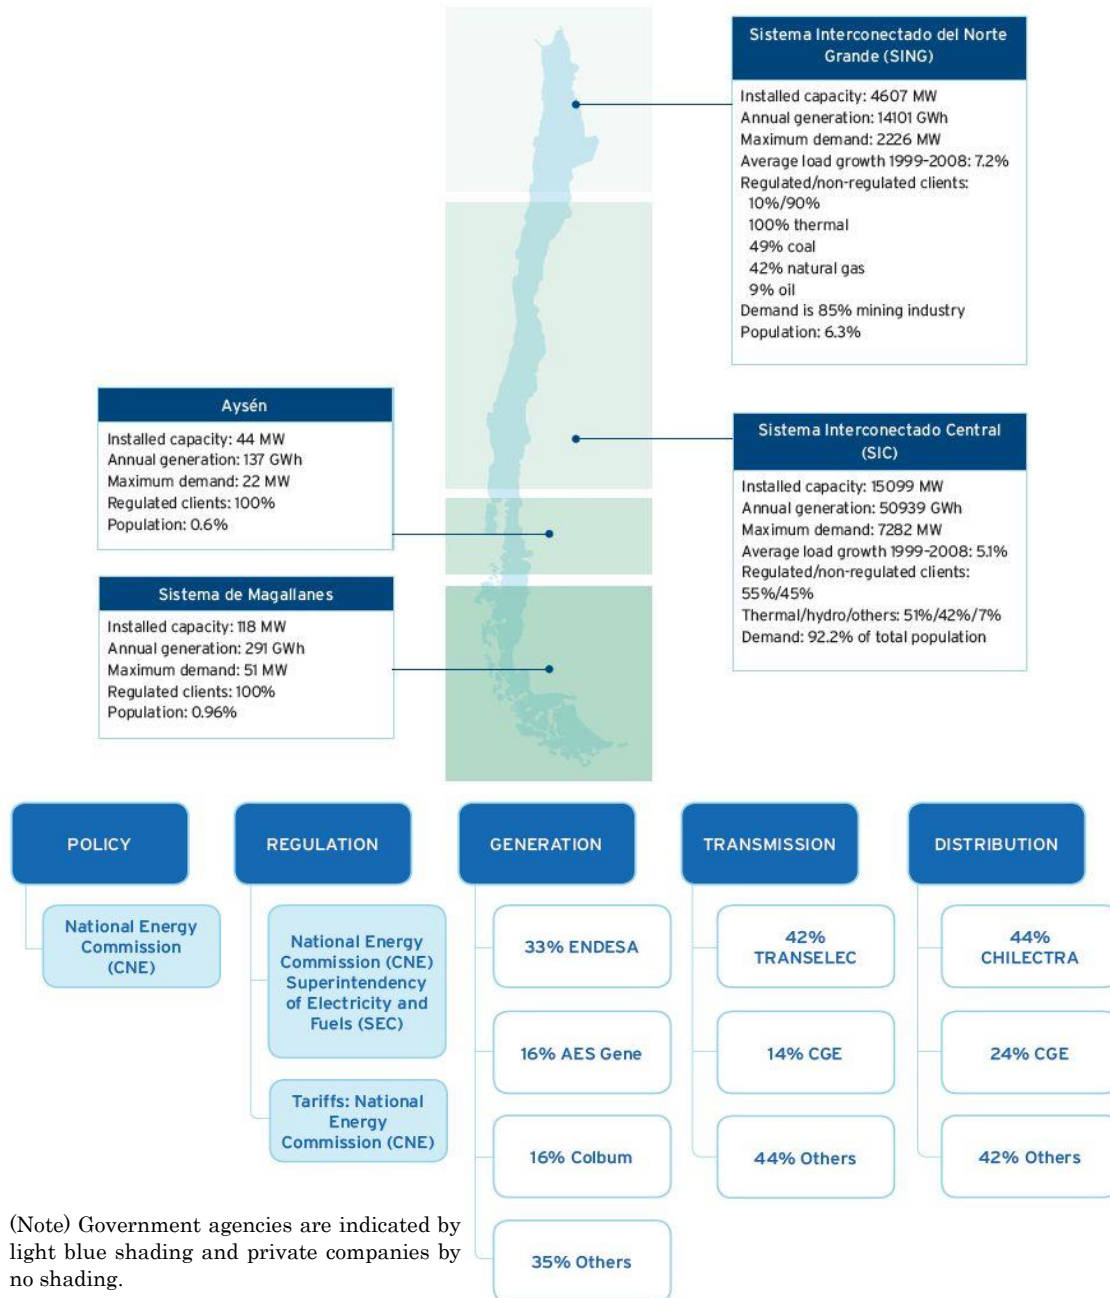 Sistema Interconectado del Norte
Grande (SING)
Installed capacity: 4607 MW
Annual generation: 14101 GWh
Maximum demand: 2226 MW
Average load growth 1999-2008: 7.2%
Regulated/non-regulated clients:
10%/90%
100% thermal
49% coal
42% natural gas
9% oil
Demand is 85% mining industry
Population: 6.3%
Aysén
Installed capacity: 44 MW
Annual generation: 137 GWh
Maximum demand: 22 MW
Regulated clients: 100%
Population: 0.6%
Sistema Interconectado Central
(SIC)
Installed capacity: 15099 MW
Annual generation: 50939 GWh
Maximum demand: 7282 MW
Average load growth 1999-2008: 5.1%
Regulated/non-regulated clients:
55%/45%
Thermal/hydro/others: 51%/42%/7%
Demand: 92.2% of total population
Sistema de Magallanes
Installed capacity: 118 MW
Annual generation: 291 GWh
Maximum demand: 51 MW
Regulated clients: 100%
Population: 0.96%
POLICY
National Energy
Commission
(CNE)
REGULATION
National Energy
Commission (CNE)
Superintendency
of Electricity and
Fuels (SEC)
Tariffs: National
Energy
Commission (CNE)
GENERATION
33% ENDESA
16% AES Gene
16% Colbum
35% Others
TRANSMISSION
42%
TRANSELEC
14% CGE
44% Others
DISTRIBUTION
44%
CHILECTRA
24% CGE
42% Others
(Note) Government agencies are indicated by
light blue shading and private companies by
no shading.